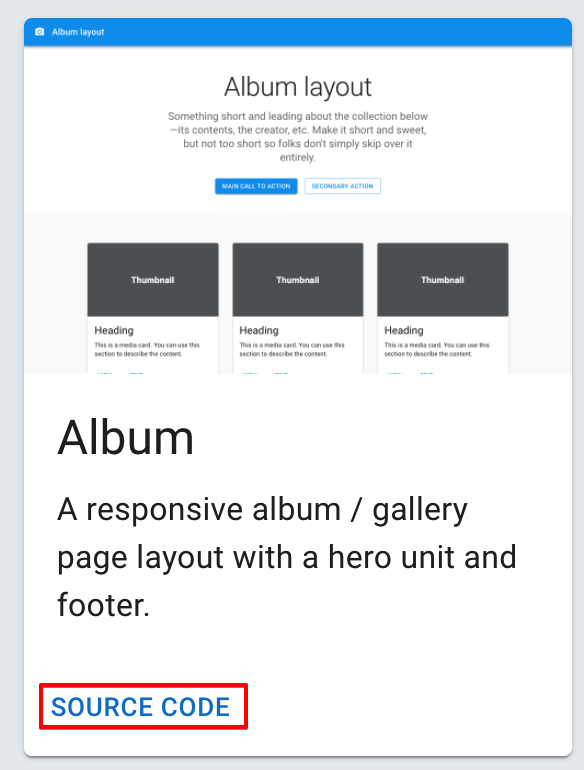 Album layout
Album layout
Something short and leading about the collection below
—its contents, the creator, etc. Make it short and sweet,
but not too short so folks don't simply skip over it
entirely.
MAIN CALL TO ACTION SECONDARY ACTION
Thumbnail Thumbnail Thumbnail
Heading Heading Heading
This is a media card. You can use this This is a media card. You can use this This is a media card. You can use this
section to describe the content. section to describe the content. section to describe the content.
Album
A responsive album / gallery
page layout with a hero unit and
footer.
SOURCE CODE